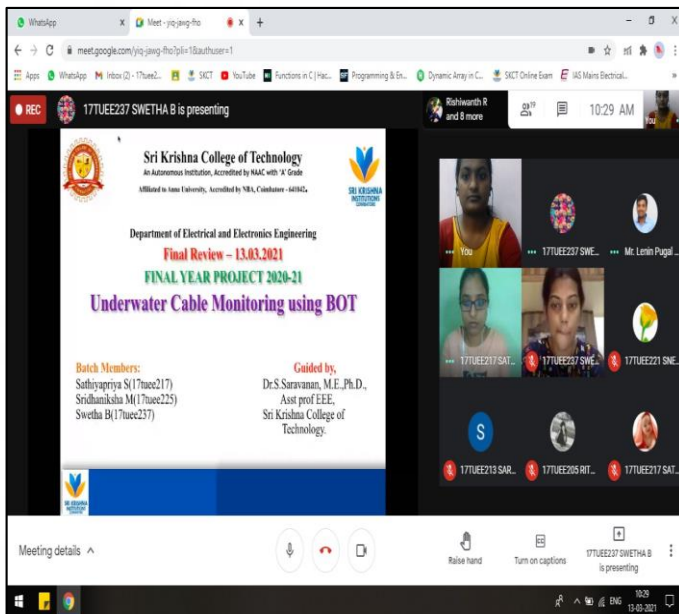 WhatsApp
Meet - yiq-jawg-fho
meet.google.com/yiq-jawg-fho?pli=1&authuser=1
Apps
WhatsApp
Inbox (2) - 17tuee2...
SKCT
YouTube
Functions in C | Hac...
Programming & En...
Dynamic Array in C...
SKCT Online Exam
IAS Mains Electrical...
REC
17TUEE237 SWETHA B is presenting
Rishiwanth R
and 8 more
19
10:29 AM
You
Sri Krishna College of Technology
An Autonomous Institution, Accredited by NAAC with 'A' Grade
Affiliated to Anna University, Accredited by NBA, Coimbatore - 641042.
SRI KRISHNA
INSTITUTIONS
Department of Electrical and Electronics Engineering
Final Review – 13.03.2021
FINAL YEAR PROJECT 2020-21
Underwater Cable Monitoring using BOT
Batch Members:
Sathiyapriya S(17tuee217)
Sridhaniksha M(17tuee225)
Swetha B(17tuee237)
Guided by,
Dr.S.Saravanan, M.E.,Ph.D.,
Asst prof EEE,
Sri Krishna College of
Technology.
You
17TUEE237 SWE...
Mr. Lenin Pugal ...
17TUEE217 SAT...
17TUEE237 SWE...
17TUEE221 SNE...
S
17TUEE213 SAR...
17TUEE205 RIT...
17TUEE217 SAT...
Meeting details
Raise hand
Turn on captions
17TUEE237 SWETHA B
is presenting
ENG
10:29
13-03-2021